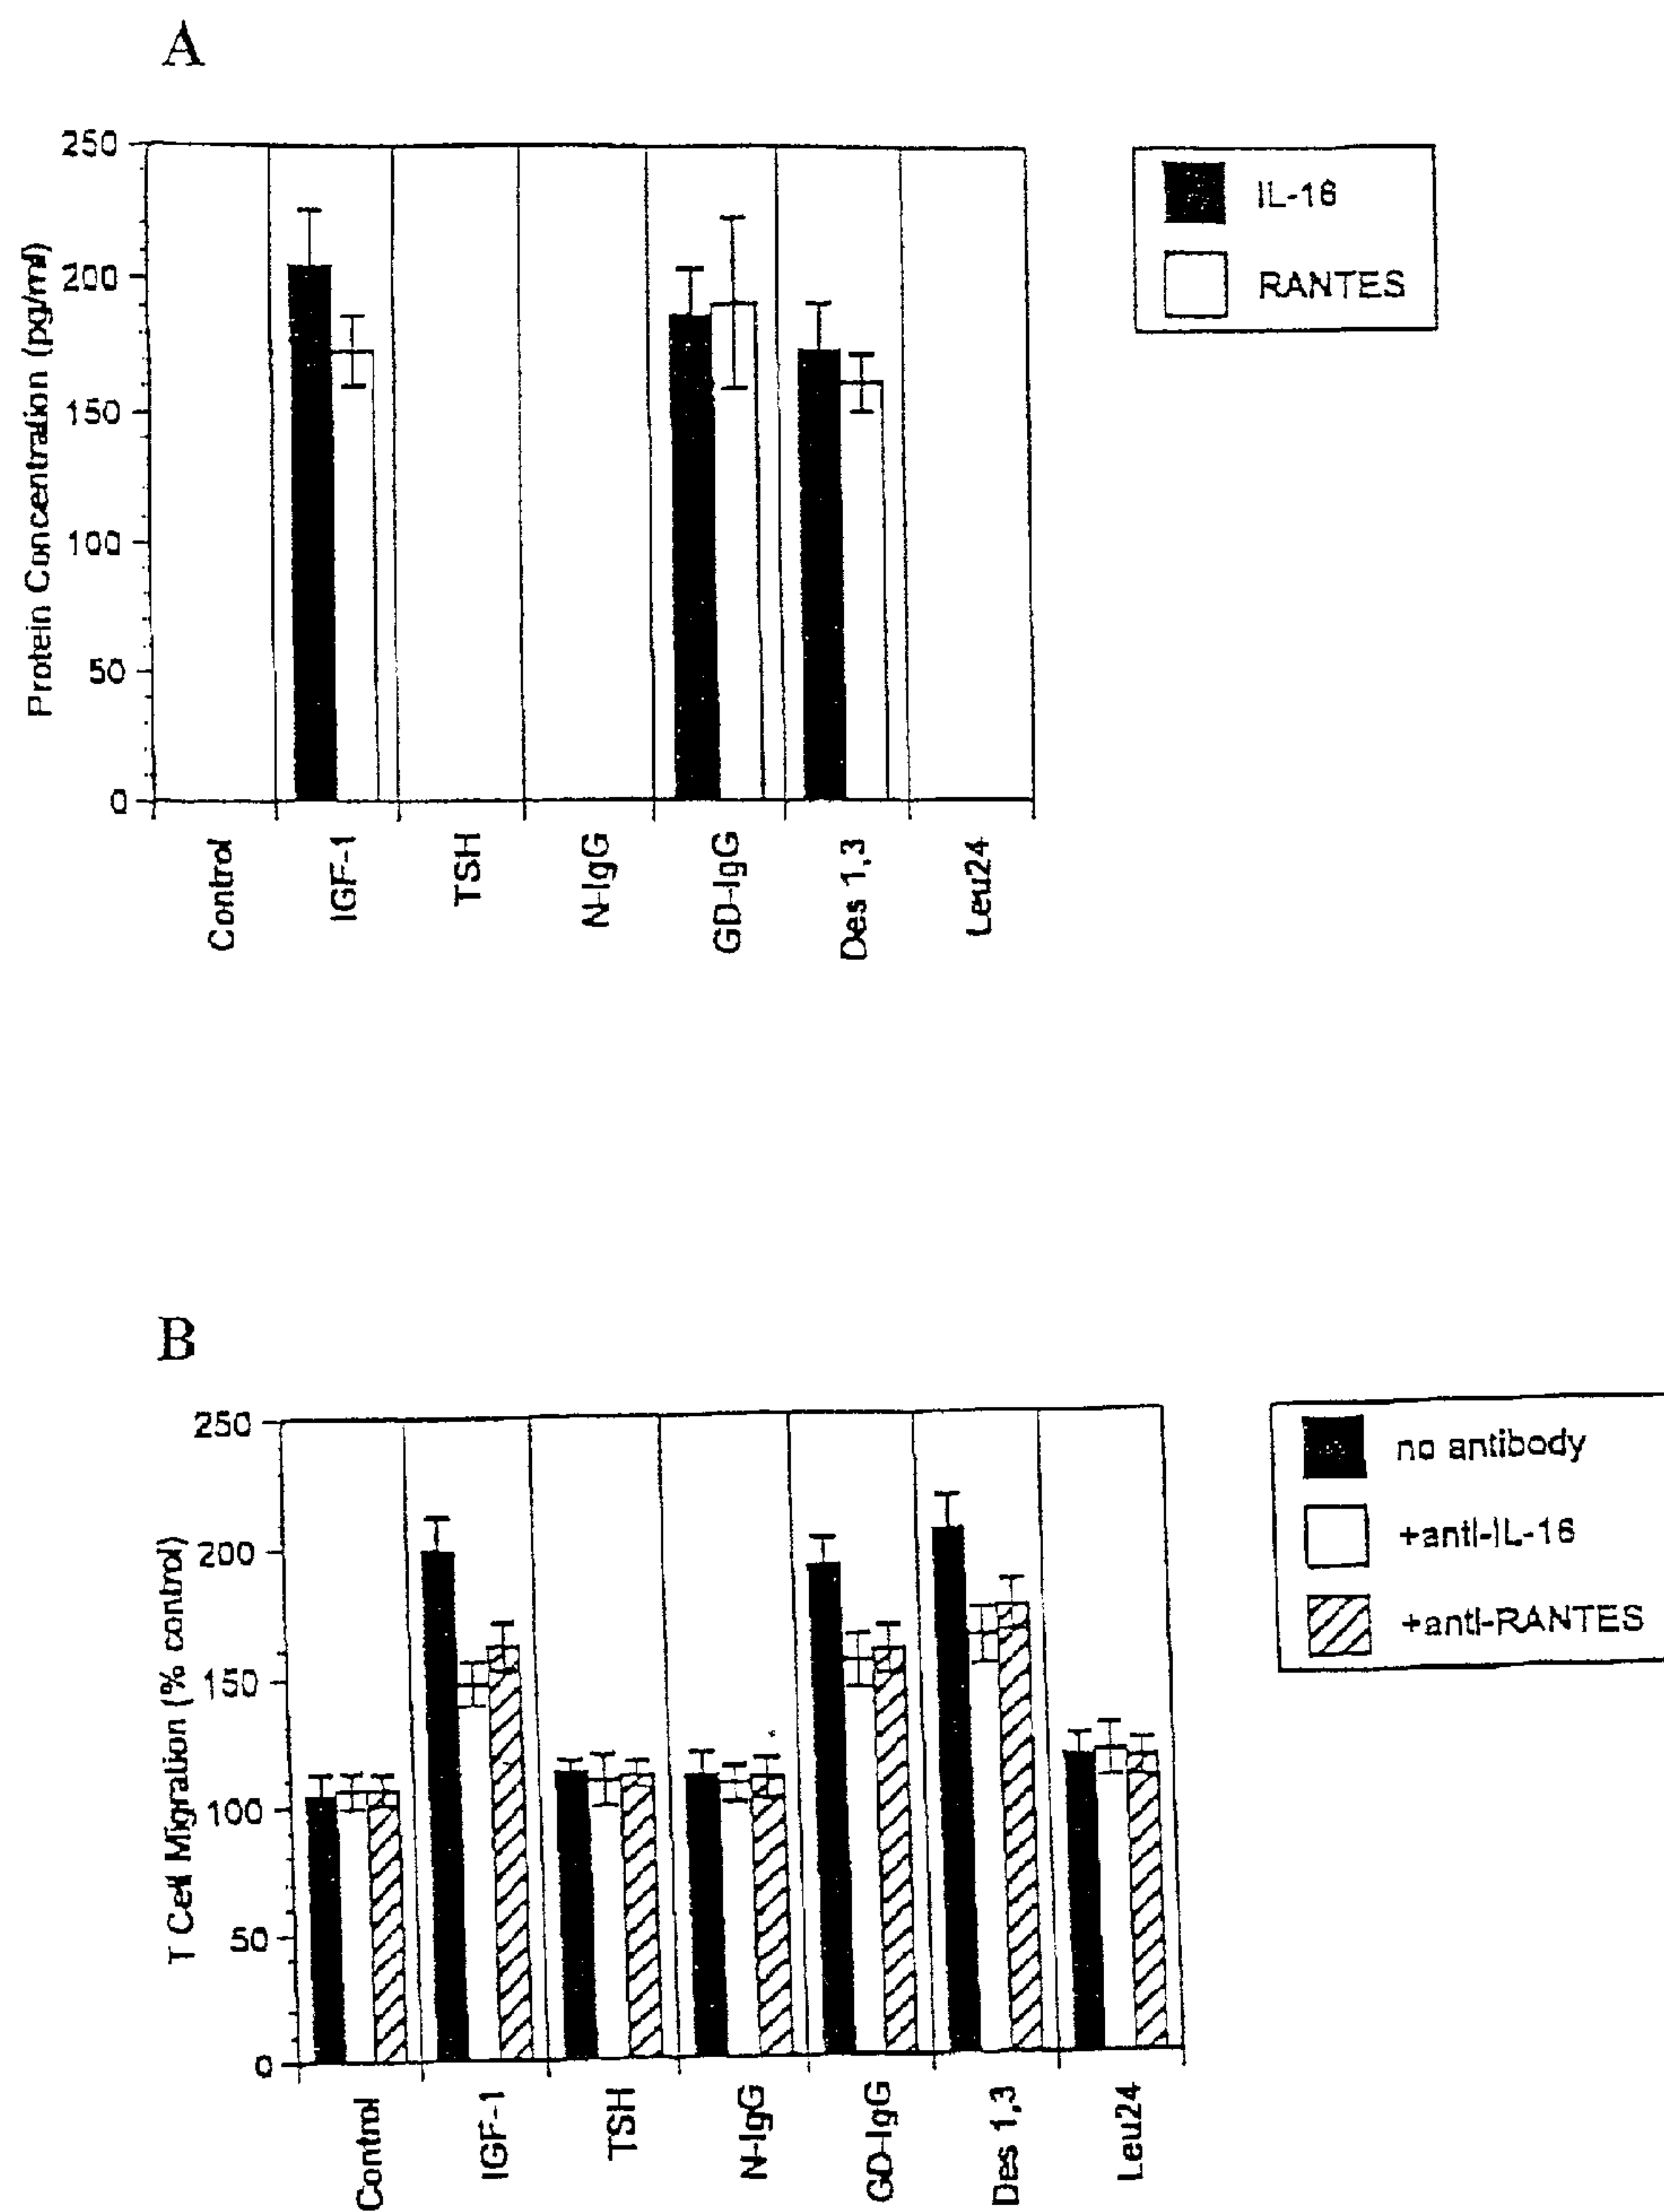 A
250
200
150
100
50
0
Protein Concentration (pg/ml)
Control
IGF-1
TSH
N-IgG
GD-IgG
Des 1,3
Leu24
IL-16
RANTES
B
250
200
150
100
50
0
T Cell Migration (% control)
Control
IGF-1
TSH
N-IgG
GD-IgG
Des 1,3
Leu24
no antibody
+anti-IL-16
+anti-RANTES